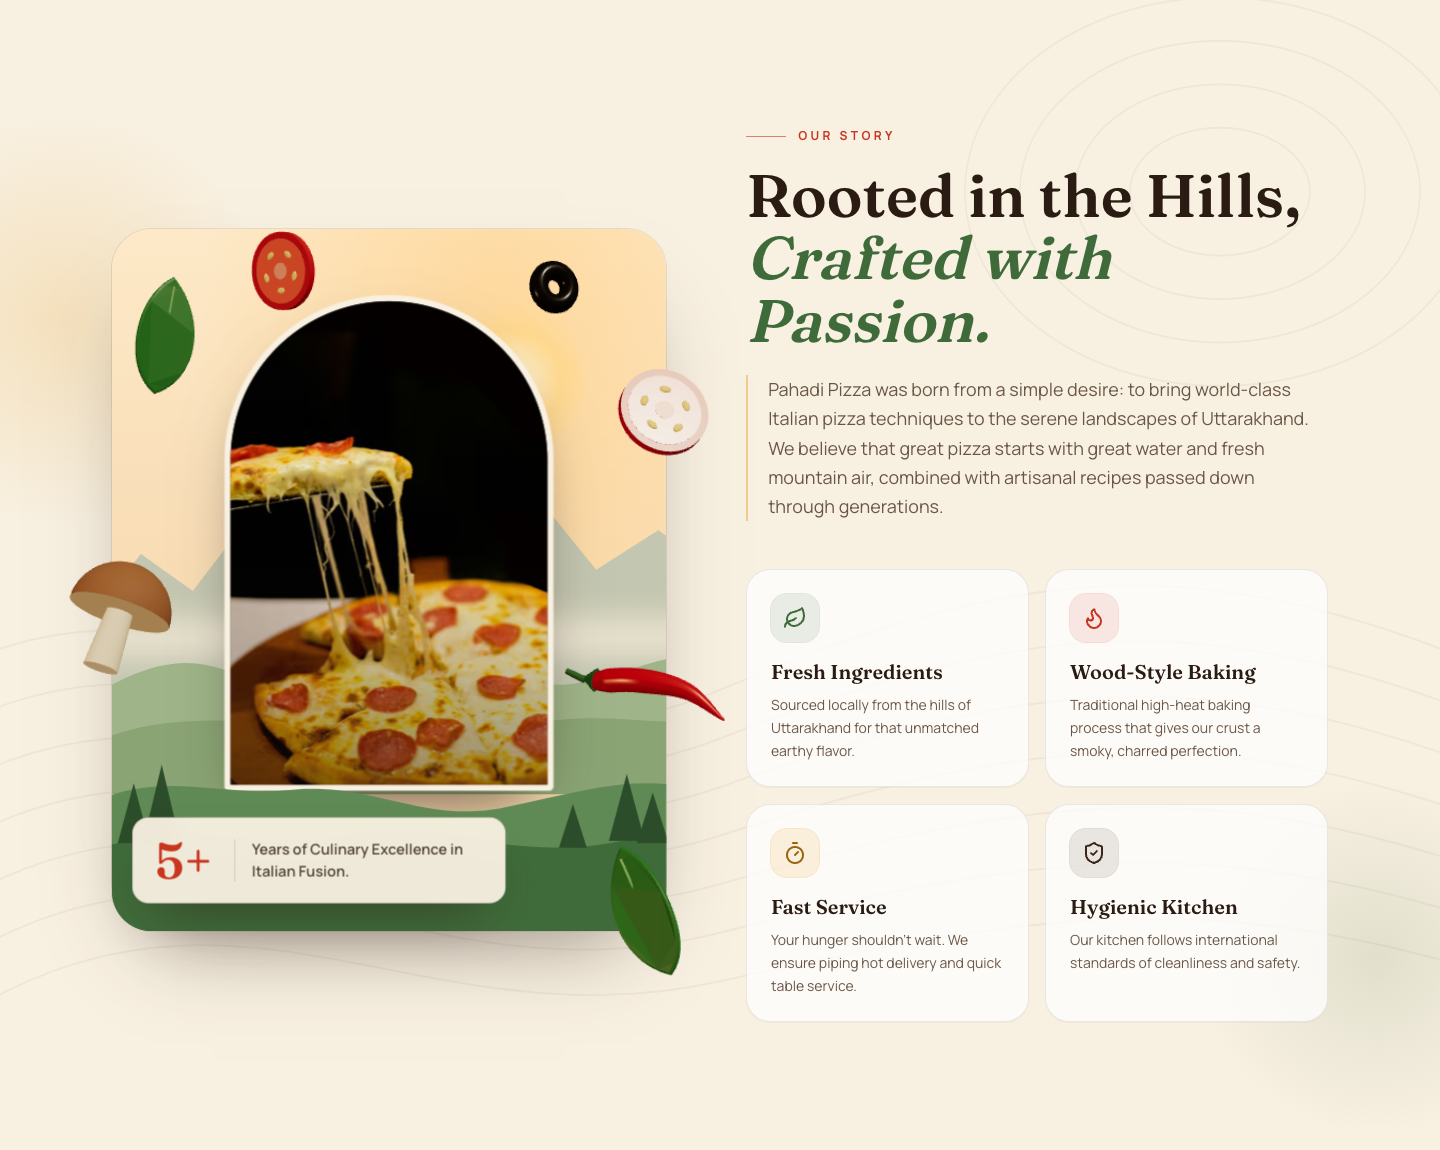 OUR STORY
Rooted in the Hills,
Crafted with
Passion.
Pahadi Pizza was born from a simple desire: to bring world-class
Italian pizza techniques to the serene landscapes of Uttarakhand.
We believe that great pizza starts with great water and fresh
mountain air, combined with artisanal recipes passed down
through generations.
5+
Years of Culinary Excellence in
Italian Fusion.
Fresh Ingredients
Sourced locally from the hills of
Uttarakhand for that unmatched
earthy flavor.
Wood-Style Baking
Traditional high-heat baking
process that gives our crust a
smoky, charred perfection.
Fast Service
Your hunger shouldn't wait. We
ensure piping hot delivery and quick
table service.
Hygienic Kitchen
Our kitchen follows international
standards of cleanliness and safety.